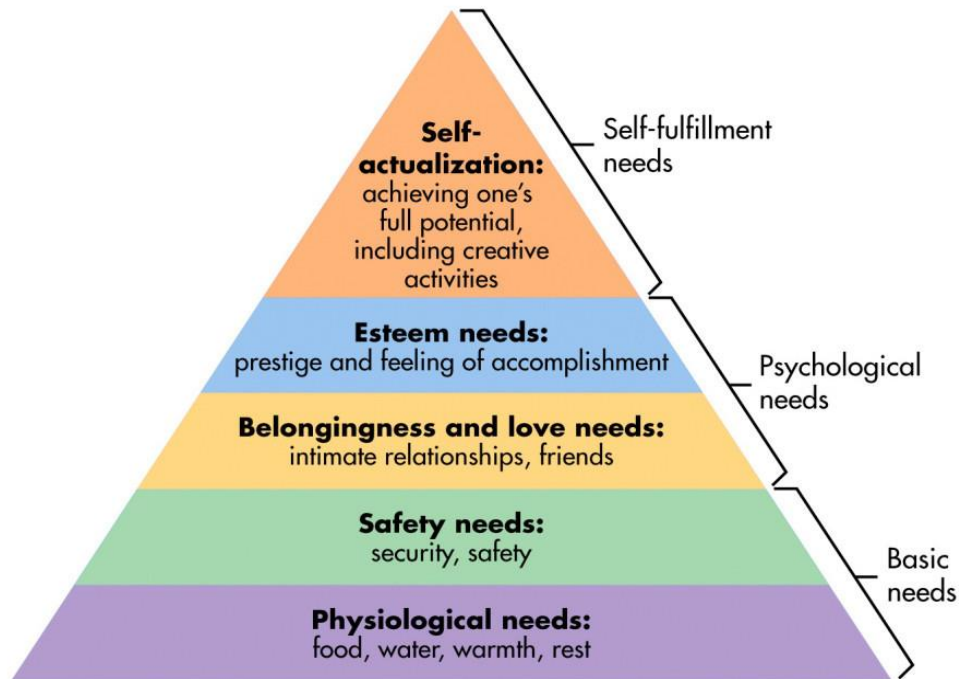 Self-
actualization:
achieving one's
full potential,
including creative
activities
Self-fulfillment
needs
Esteem needs:
prestige and feeling of accomplishment
Psychological
needs
Belongingness and love needs:
intimate relationships, friends
Safety needs:
security, safety
Basic
needs
Physiological needs:
food, water, warmth, rest